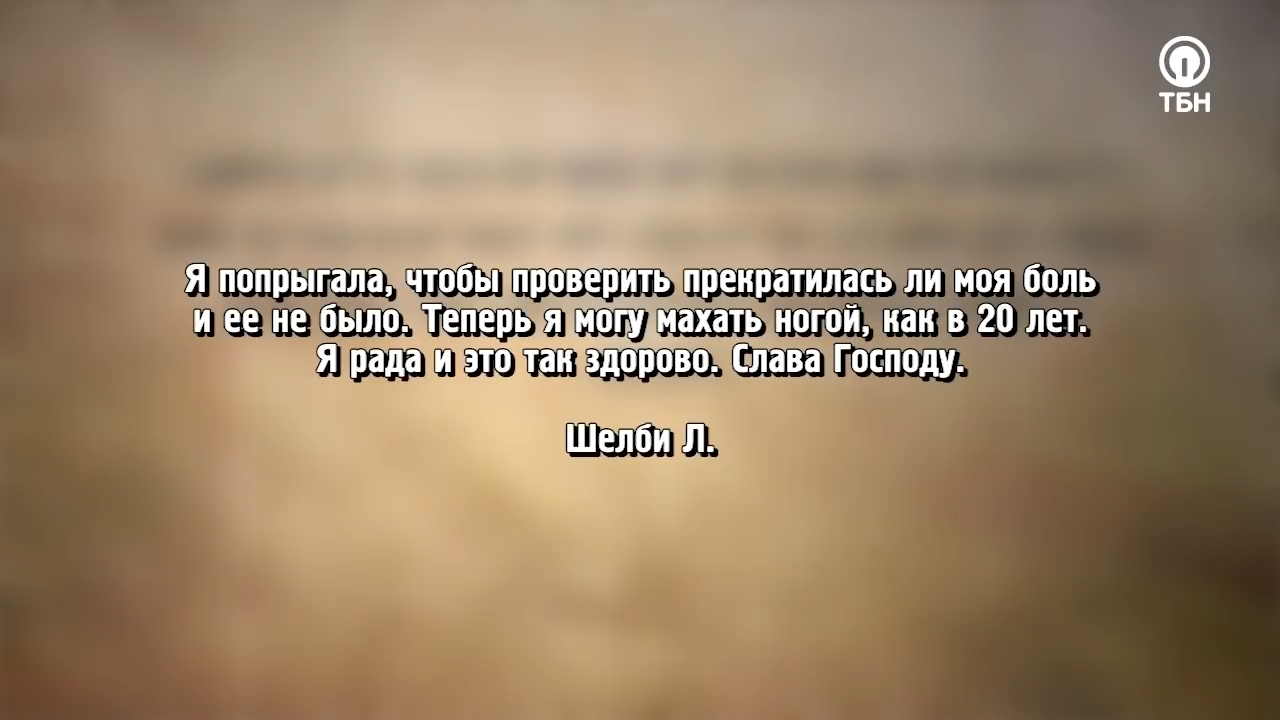 ТБН
Я попрыгала, чтобы проверить прекратилась ли моя боль
и ее не было. Теперь я могу махать ногой, как в 20 лет.
Я рада и это так здорово. Слава Господу.
Шелби Л.